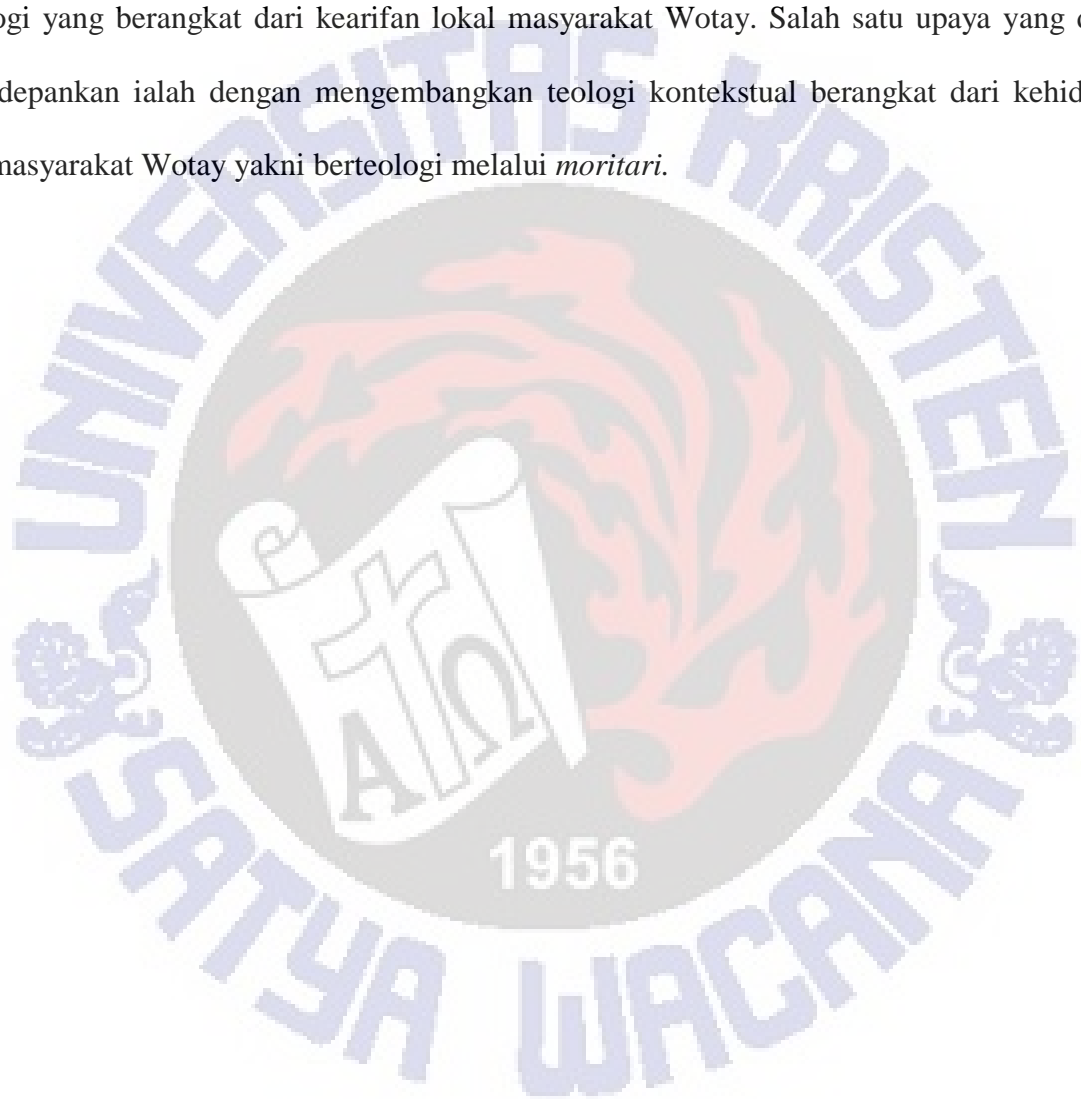 ogi yang berangkat dari kearifan lokal masyarakat Wotay. Salah satu upaya yang
depankan ialah dengan mengembangkan teologi kontekstual berangkat dari kehid
masyarakat Wotay yakni berteologi melalui moritari.
UNIVERSITAS KRISTEN
Α Ω
1956
SATYA WACANA